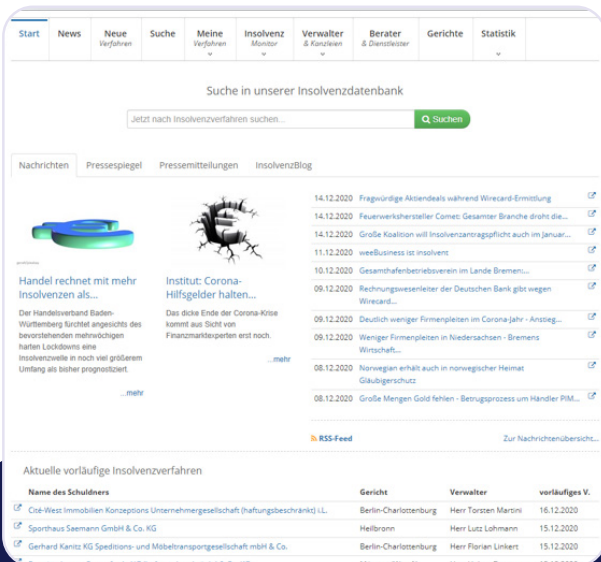 Start News Neue Suche Meine Insolvenz Verwalter Berater Gerichte Statistik
Verfahren Verfahren Monitor & Kanzleien & Dienstleister
Suche in unserer Insolvenzdatenbank
Jetzt nach Insolvenzverfahren suchen...
Suchen
Nachrichten Pressespiegel Pressemitteilungen InsolvenzBlog
Handel rechnet mit mehr
Insolvenzen als...
Der Handelsverband Baden-
Württemberg fürchtet angesichts des
bevorstehenden mehrwöchigen
harten Lockdowns eine
Insolvenzwelle in noch viel größerem
Umfang als bisher prognostiziert.
...mehr
Institut: Corona-
Hilfsgelder halten...
Das dicke Ende der Corona-Krise
kommt aus Sicht von
Finanzmarktexperten erst noch.
...mehr
14.12.2020 Fragwürdige Aktiendeals während Wirecard-Ermittlung
14.12.2020 Feuerwerkshersteller Comet: Gesamter Branche droht die...
14.12.2020 Große Koalition will Insolvenzantragspflicht auch im Januar...
11.12.2020 weeBusiness ist insolvent
10.12.2020 Gesamthafenbetriebsverein im Lande Bremen:...
09.12.2020 Rechnungswesenleiter der Deutschen Bank gibt wegen
Wirecard...
09.12.2020 Deutlich weniger Firmenpleiten im Corona-Jahr - Anstieg...
09.12.2020 Weniger Firmenpleiten in Niedersachsen - Bremens
Wirtschaft...
08.12.2020 Norwegian erhält auch in norwegischer Heimat
Gläubigerschutz
08.12.2020 Große Mengen Gold fehlen - Betrugsprozess um Händler PIM...
RSS-Feed Zur Nachrichtenübersicht...
Aktuelle vorläufige Insolvenzverfahren
Name des Schuldners Gericht Verwalter vorläufiges V.
Cité-West Immobilien Konzeptions Unternehmergesellschaft (haftungsbeschränkt) i.L. Berlin-Charlottenburg Herr Torsten Martini 16.12.2020
Sporthaus Saemann GmbH & Co. KG Heilbronn Herr Lutz Lohmann 15.12.2020
Gerhard Kanitz KG Speditions- und Möbeltransportgesellschaft mbH & Co. Berlin-Charlottenburg Herr Florian Linkert 15.12.2020